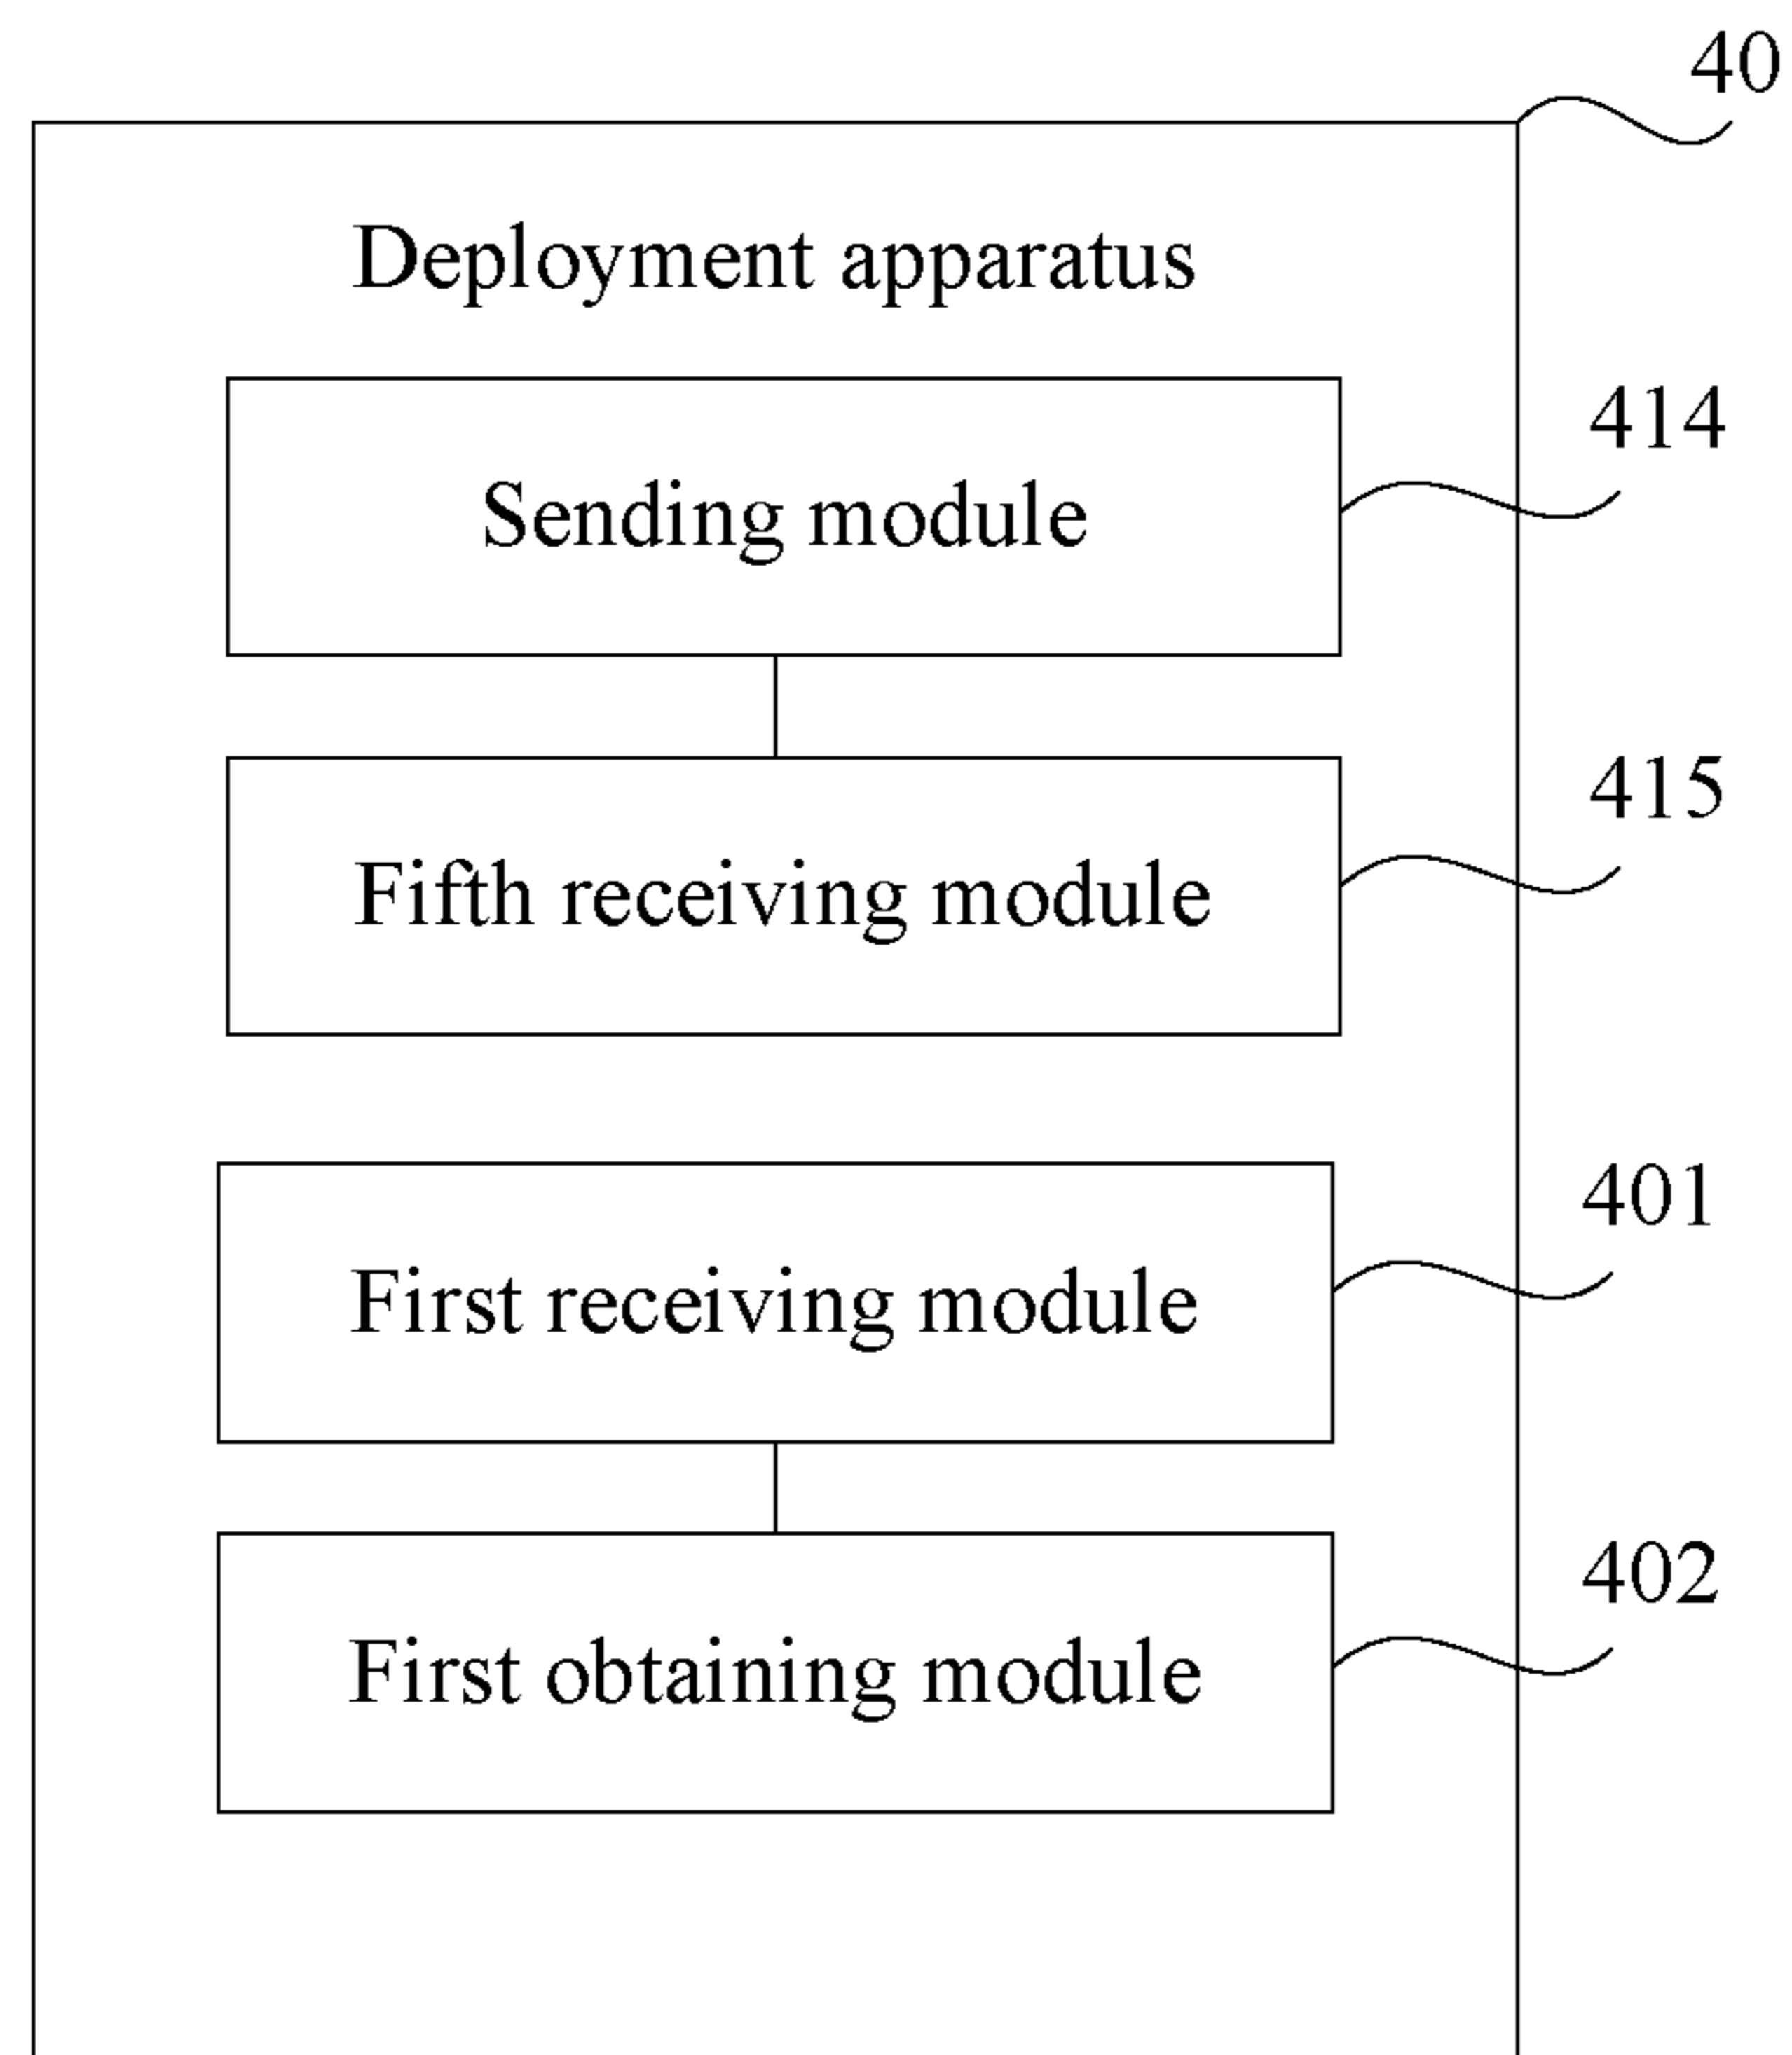 40
Deployment apparatus
414
Sending module
415
Fifth receiving module
401
First receiving module
402
First obtaining module